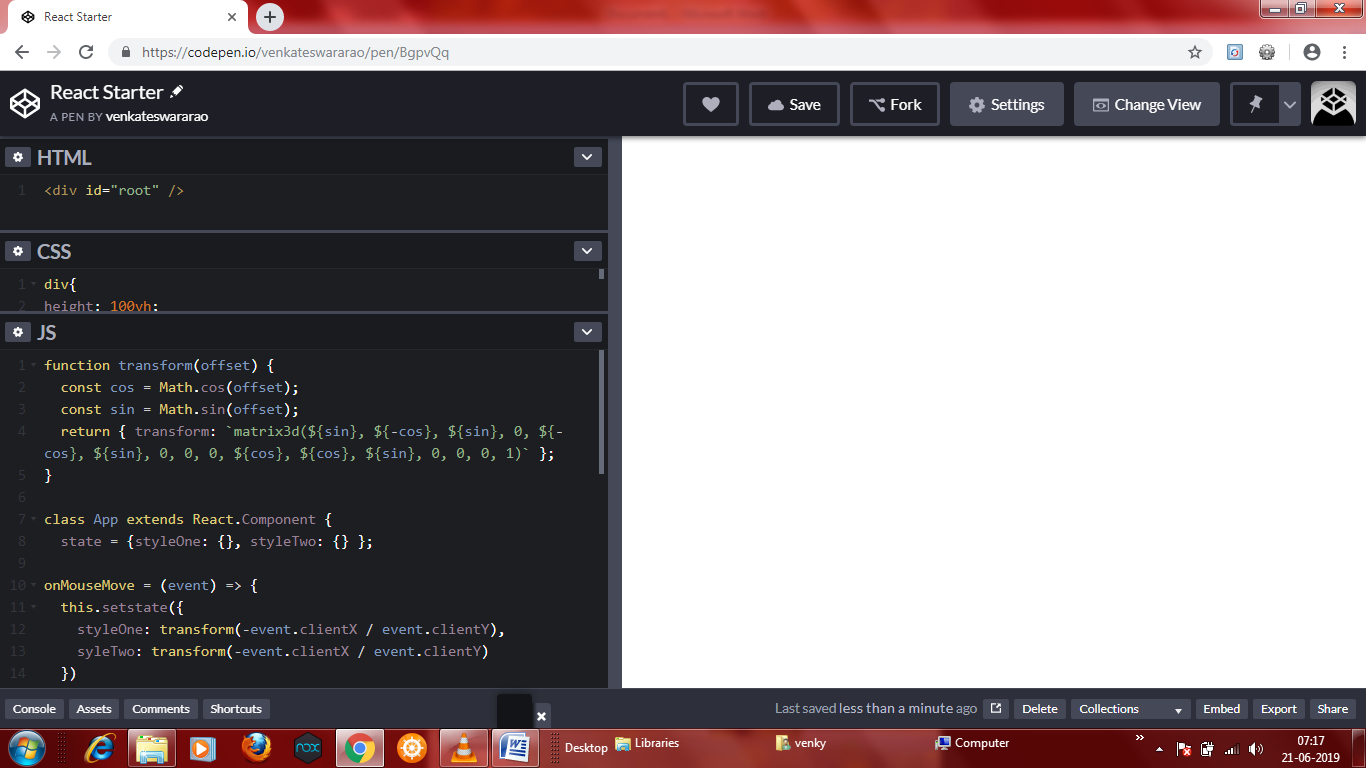 React Starter
https://codepen.io/venkateswararao/pen/BgpvQq
React Starter
A PEN BY venkateswararao
Save
Fork
Settings
Change View
HTML
1 <div id="root" />
CSS
1 div{
2 height: 100vh;
JS
1 function transform(offset) {
2 const cos = Math.cos(offset);
3 const sin = Math.sin(offset);
4 return { transform: `matrix3d(${sin}, ${-cos}, ${sin}, 0, ${-
cos}, ${sin}, 0, 0, 0, ${cos}, ${cos}, ${sin}, 0, 0, 0, 1)` };
5 }
6
7 class App extends React.Component {
8 state = {styleOne: {}, styleTwo: {} };
9
10 onMouseMove = (event) => {
11 this.setstate({
12 styleOne: transform(-event.clientX / event.clientY),
13 syleTwo: transform(-event.clientX / event.clientY)
14 })
Console
Assets
Comments
Shortcuts
Last saved less than a minute ago
Delete
Collections
Embed
Export
Share
nox
Desktop
Libraries
venky
Computer
07:17
21-06-2019